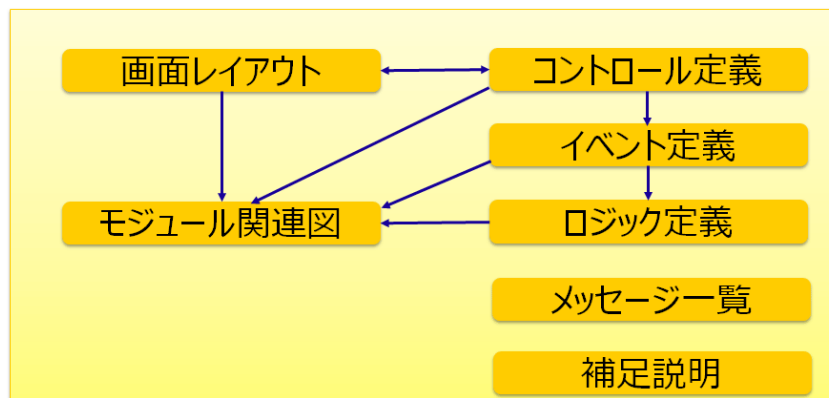 画面レイアウト
コントロール定義
イベント定義
モジュール関連図
ロジック定義
メッセージ一覧
補足説明